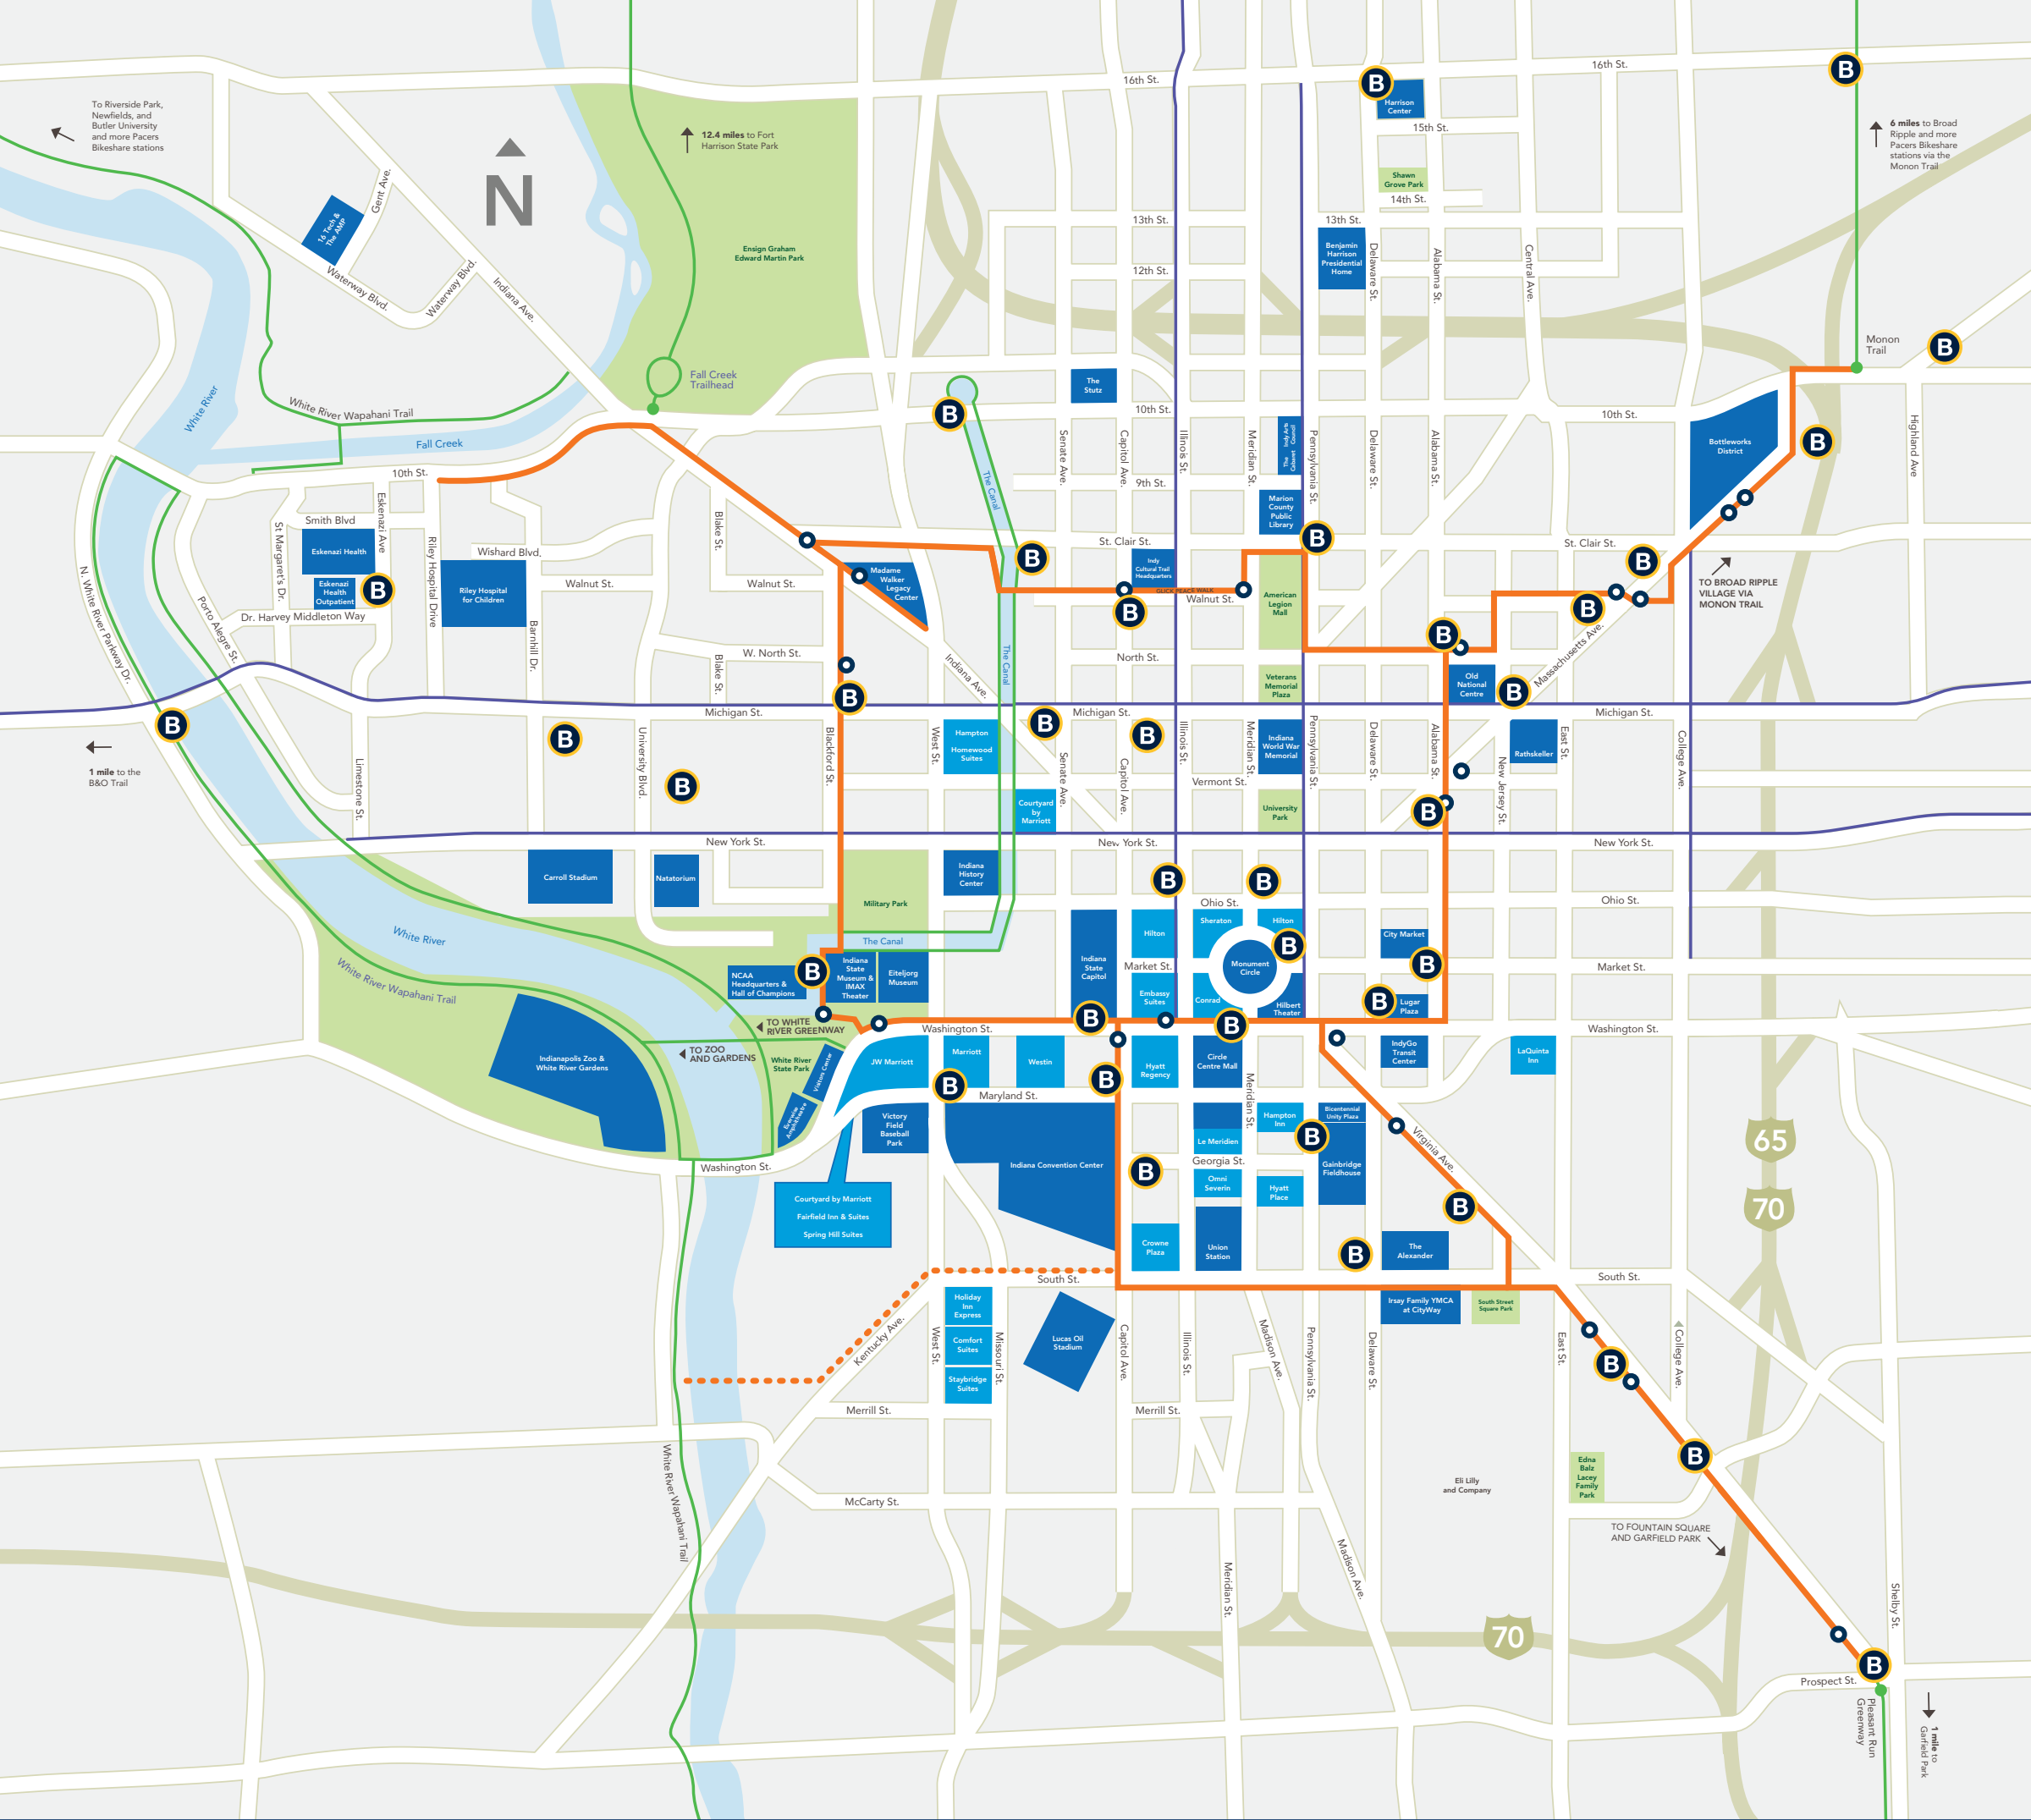 To Riverside Park,
Newfields, and
Butler University
and more Pacers
Bikeshare stations
N
12.4 miles to Fort
Harrison State Park
16th St.
16th St.
B
B
Harrison
Center
15th St.
6 miles to Broad
Ripple and more
Pacers Bikeshare
stations via the
Monon Trail
Shawn
Grove Park
14th St.
Gent Ave.
16 Tech &
The AMP
Waterway Blvd.
Waterway Blvd.
Indiana Ave.
Ensign Graham
Edward Martin Park
13th St.
13th St.
12th St.
Benjamin
Harrison
Presidential
Home
Delaware St.
Alabama St.
Central Ave.
Monon
Trail
B
Fall Creek
Trailhead
White River
White River Wapahani Trail
Fall Creek
The
Stutz
10th St.
10th St.
10th St.
B
B
The Canal
Senate Ave.
Capitol Ave.
Illinois St.
Meridian St.
Indy Arts
Council
The
Cabaret
Pennsylvania St.
Delaware St.
Alabama St.
Bottleworks
District
Highland Ave
9th St.
Marion
County
Public
Library
Smith Blvd
Eskenazi Ave
St Margaret's Dr.
Eskenazi Health
Eskenazi
Health
Outpatient
B
Riley Hospital Drive
Riley Hospital
for Children
Wishard Blvd.
Blake St.
Walnut St.
Walnut St.
Madame
Walker
Legacy
Center
B
St. Clair St.
St. Clair St.
Indy
Cultural Trail
Headquarters
GLICK PEACE WALK
Walnut St.
B
B
American
Legion
Mall
B
B
TO BROAD RIPPLE
VILLAGE VIA
MONON TRAIL
Dr. Harvey Middleton Way
Porto Alegre St.
N. White River Parkway Dr.
Barnhill Dr.
W. North St.
Blake St.
Indiana Ave.
The Canal
North St.
B
Massachusetts Ave.
Veterans
Memorial
Plaza
Old
National
Centre
B
B
B
Michigan St.
Michigan St.
Michigan St.
B
1 mile to the
B&O Trail
Limestone St.
University Blvd.
Blackford St.
West St.
Hampton
Homewood
Suites
B
B
B
Senate Ave.
Capitol Ave.
Illinois St.
Meridian St.
Indiana
World War
Memorial
Pennsylvania St.
Delaware St.
Alabama St.
New Jersey St.
Rathskeller
East St.
College Ave.
Vermont St.
Courtyard
by
Marriott
University
Park
B
New York St.
New York St.
New York St.
Carroll Stadium
Natatorium
Indiana
History
Center
B
B
Military Park
Ohio St.
Ohio St.
White River
The Canal
Indiana
State
Capitol
Hilton
Sheraton
Hilton
B
City Market
B
NCAA
Headquarters &
Hall of Champions
B
Indiana
State
Museum &
IMAX
Theater
Eiteljorg
Museum
Market St.
Monument
Circle
Market St.
Embassy
Suites
Conrad
Hilbert
Theater
B
Lugar
Plaza
White River Wapahani Trail
TO WHITE
RIVER GREENWAY
B
B
Washington St.
Washington St.
TO ZOO
AND GARDENS
Indianapolis Zoo &
White River Gardens
White River
State Park
Visitors Center
Everwise
Amphitheatre
JW Marriott
Marriott
B
Westin
B
Hyatt
Regency
Circle
Centre Mall
IndyGo
Transit
Center
LaQuinta
Inn
Maryland St.
Meridian St.
Victory
Field
Baseball
Park
Indiana Convention Center
Le Meridien
Hampton
Inn
Bicentennial
Unity Plaza
B
Gainbridge
Fieldhouse
Virginia Ave.
Georgia St.
Washington St.
B
Omni
Severin
Hyatt
Place
B
65
70
Courtyard by Marriott
Fairfield Inn & Suites
Spring Hill Suites
Crowne
Plaza
Union
Station
B
The
Alexander
South St.
South St.
Kentucky Ave.
Holiday
Inn
Express
Comfort
Suites
Staybridge
Suites
West St.
Missouri St.
Lucas Oil
Stadium
Capitol Ave.
Illinois St.
Madison Ave.
Pennsylvania St.
Delaware St.
Irsay Family YMCA
at CityWay
South Street
Square Park
East St.
B
College Ave.
Merrill St.
Merrill St.
B
White River Wapahani Trail
McCarty St.
Eli Lilly
and Company
Edna
Balz
Lacey
Family
Park
TO FOUNTAIN SQUARE
AND GARFIELD PARK
Meridian St.
Madison Ave.
70
Shelby St.
B
Prospect St.
Pleasant Run
Greenway
1 mile to
Garfield Park